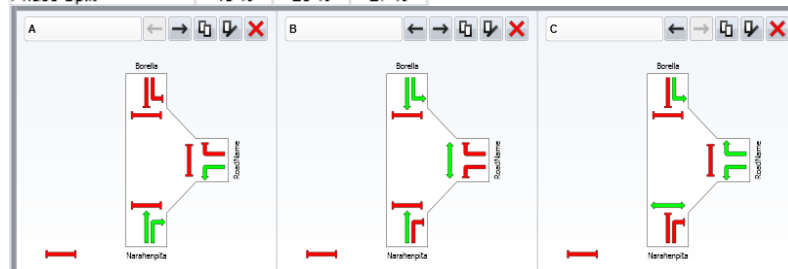 A
B
C
Borella
Borella
Borella
RoadName
RoadName
RoadName
Narahenpita
Narahenpita
Narahenpita